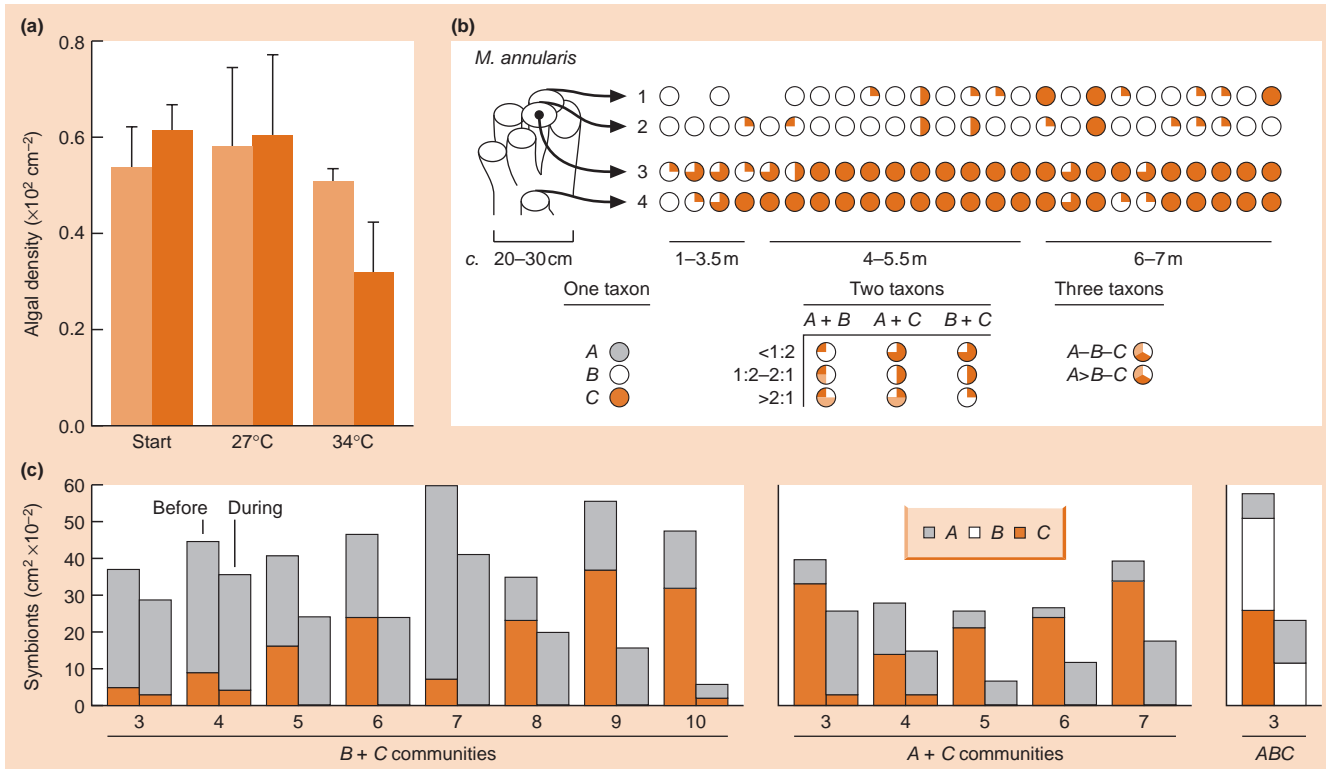 (a)
0.8
0.6
0.4
0.2
0.0
Algal density (×10² cm⁻²)
Start 27°C 34°C
(b)
M. annularis
1
2
3
4
c. 20–30 cm 1–3.5 m 4–5.5 m 6–7 m
One taxon Two taxons Three taxons
A + B A + C B + C
A <1:2 A–B–C
B 1:2–2:1 A>B–C
C >2:1
(c)
60
50
40
30
20
10
0
Symbionts (cm² ×10⁻²)
Before During
A B C
3 4 5 6 7 8 9 10 3 4 5 6 7 3
B + C communities A + C communities ABC